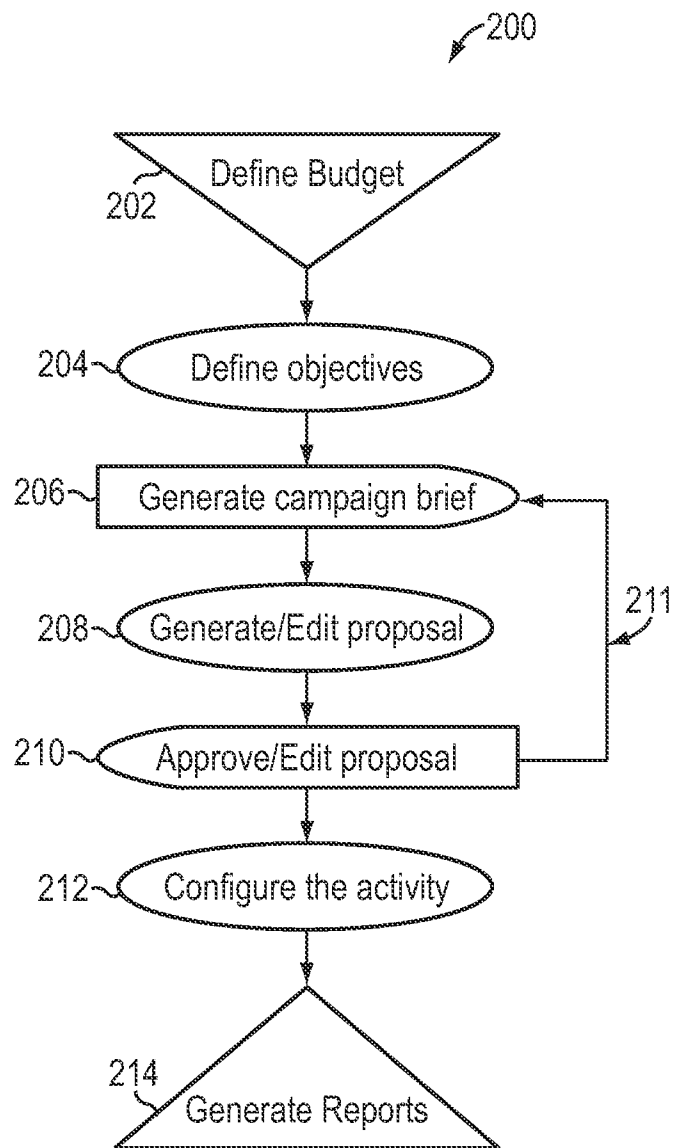 200
Define Budget
202
204
Define objectives
206
Generate campaign brief
208
Generate/Edit proposal
211
210
Approve/Edit proposal
212
Configure the activity
214
Generate Reports